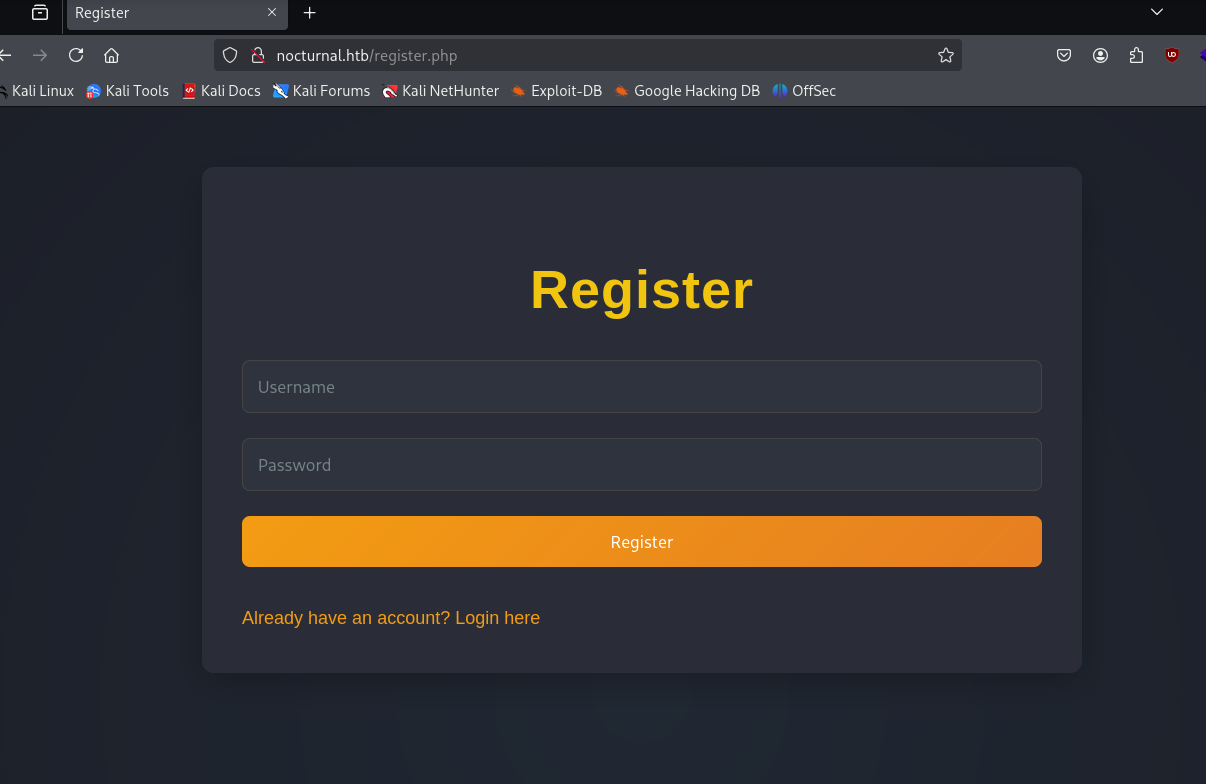 Register
nocturnal.htb/register.php
Kali Linux Kali Tools Kali Docs Kali Forums Kali NetHunter Exploit-DB Google Hacking DB OffSec
Register
Username
Password
Register
Already have an account? Login here